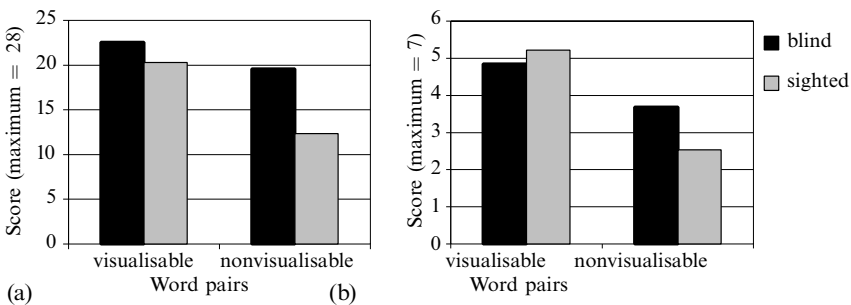 Score (maximum = 28)
25
20
15
10
5
0
visualisable nonvisualisable
Word pairs
(a)
Score (maximum = 7)
6
5
4
3
2
1
0
visualisable nonvisualisable
Word pairs
(b)
blind
sighted